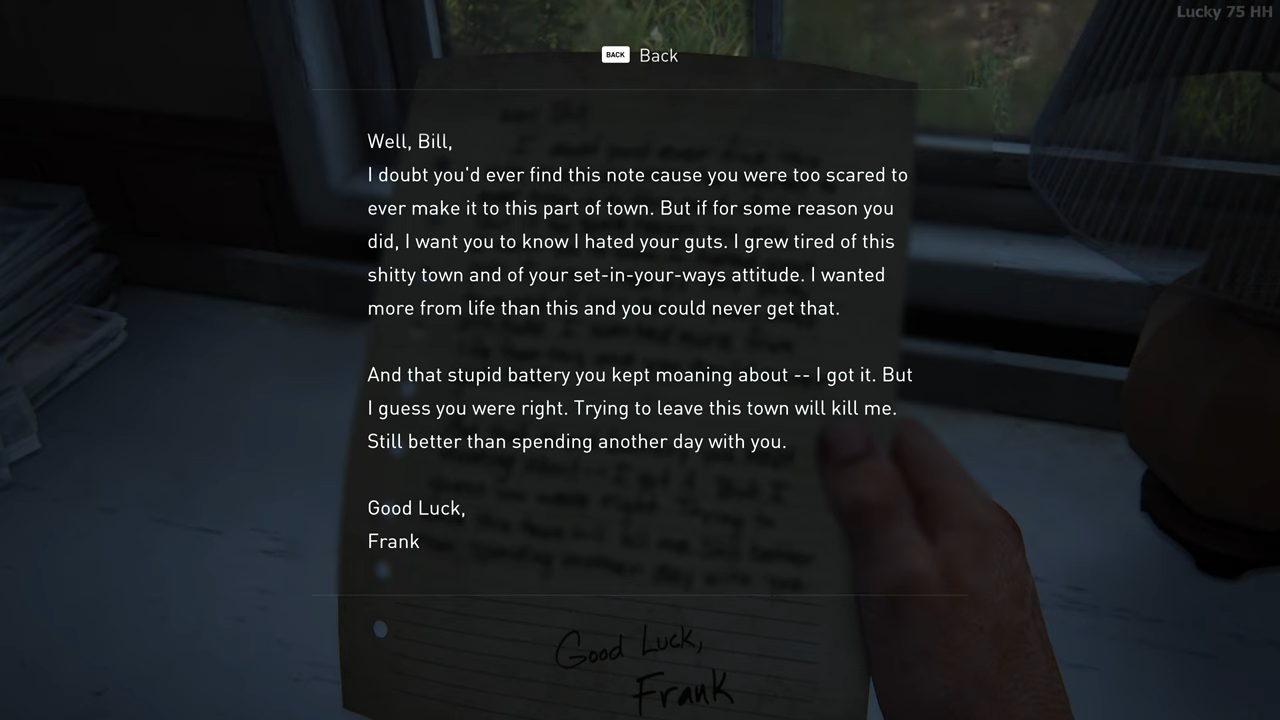 Lucky 75 HH
BACK Back
Well, Bill,
I doubt you'd ever find this note cause you were too scared to
ever make it to this part of town. But if for some reason you
did, I want you to know I hated your guts. I grew tired of this
shitty town and of your set-in-your-ways attitude. I wanted
more from life than this and you could never get that.
And that stupid battery you kept moaning about -- I got it. But
I guess you were right. Trying to leave this town will kill me.
Still better than spending another day with you.
Good Luck,
Frank
Good Luck,
Frank